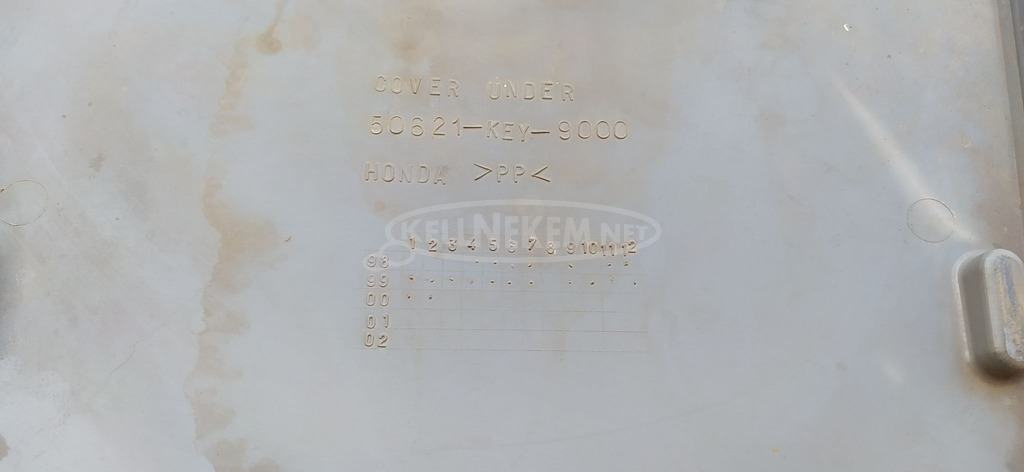 COVER UNDER
50621-KEY-9000
HONDA >PP<
KELLNEKEM.NET
1 2 3 4 5 6 7 8 9 10 11 12
98
99
00
01
02